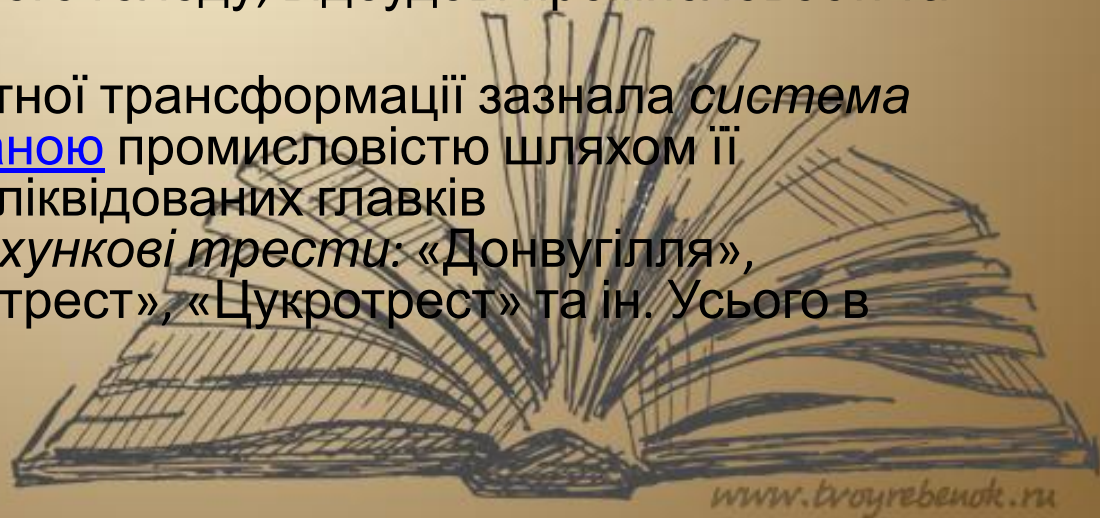 тної трансформації зазнала система
аною промисловістю шляхом її
ліквідованих главків
хункові трести: «Донвугілля»,
трест», «Цукротрест» та ін. Усього в
www.tvoyrebenok.ru